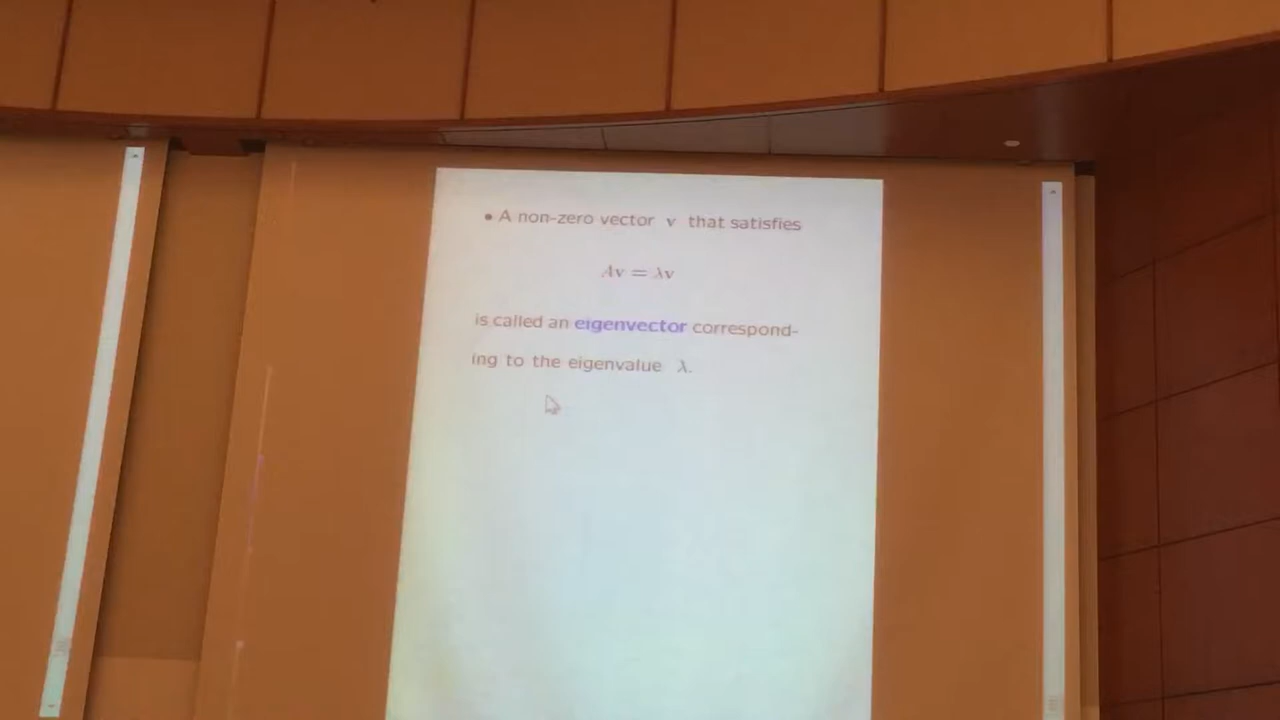 • A non-zero vector v that satisfies
Av = λv
is called an eigenvector correspond-
ing to the eigenvalue λ.